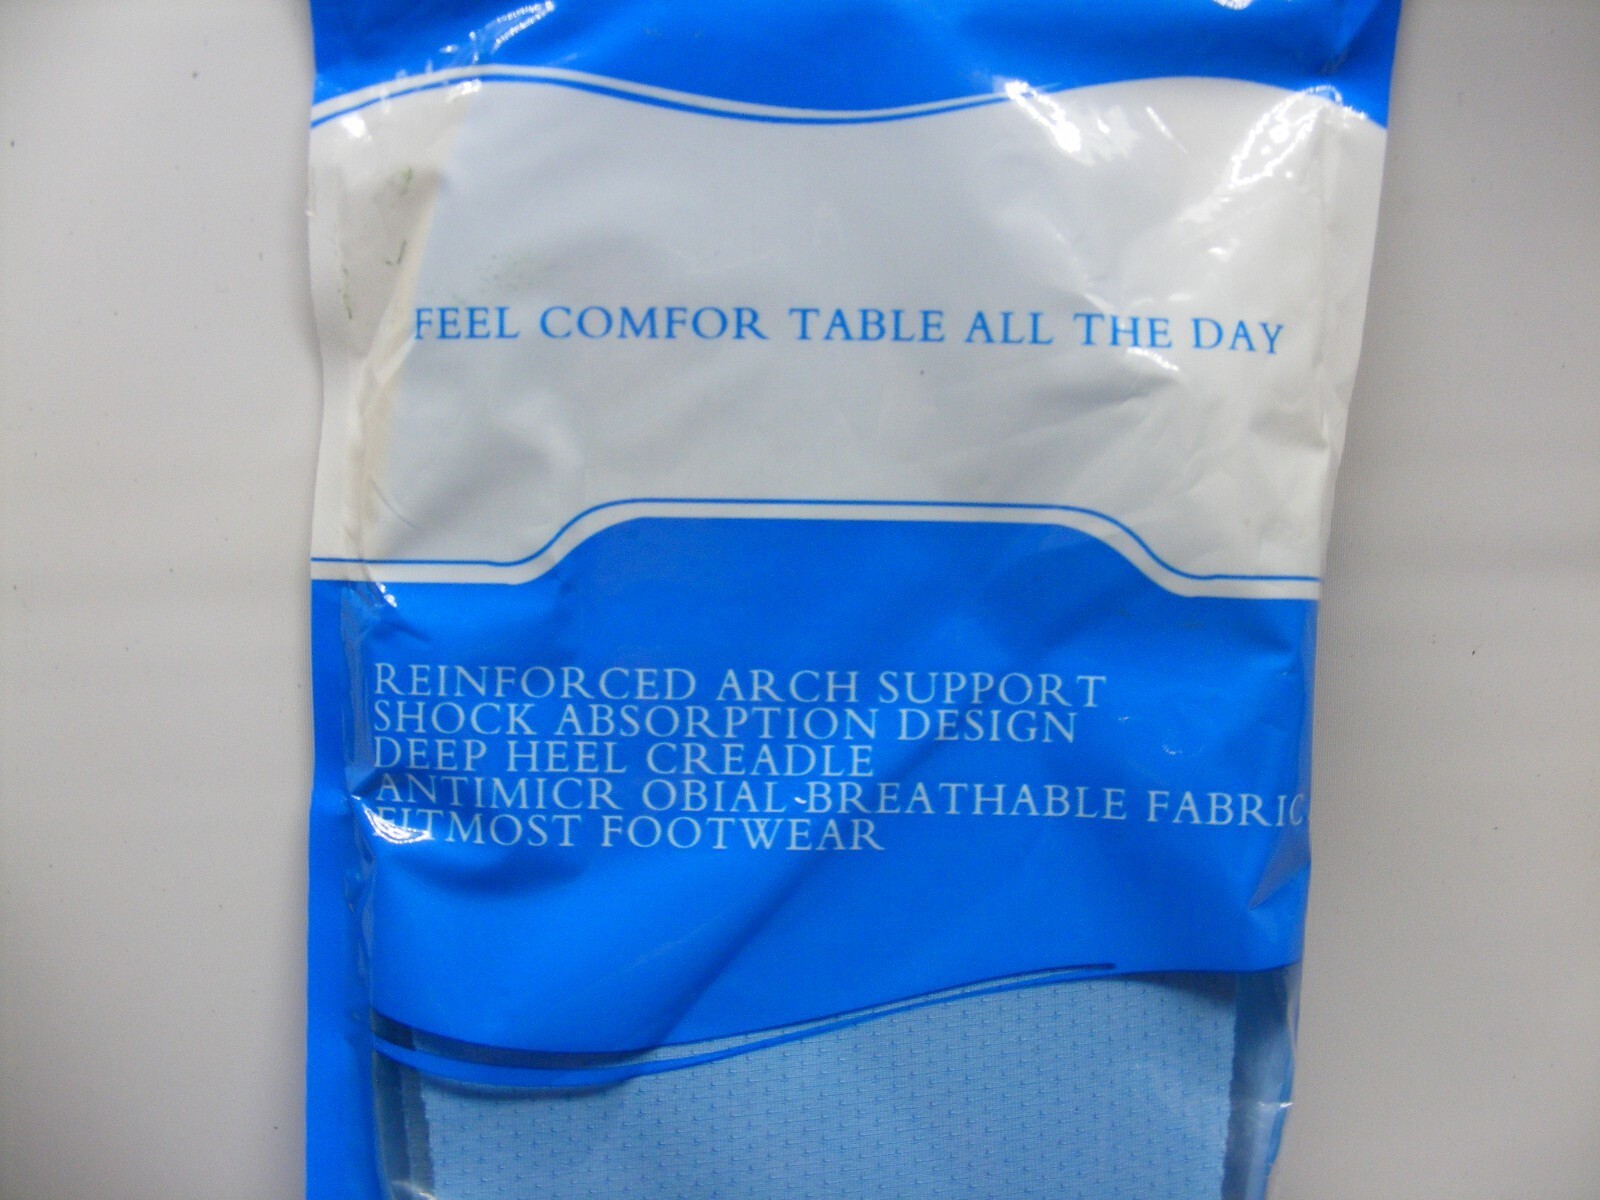 FEEL COMFOR TABLE ALL THE DAY
REINFORCED ARCH SUPPORT
SHOCK ABSORPTION DESIGN
DEEP HEEL CREADLE
ANTIMICR OBIAL-BREATHABLE FABRIC
FITMOST FOOTWEAR